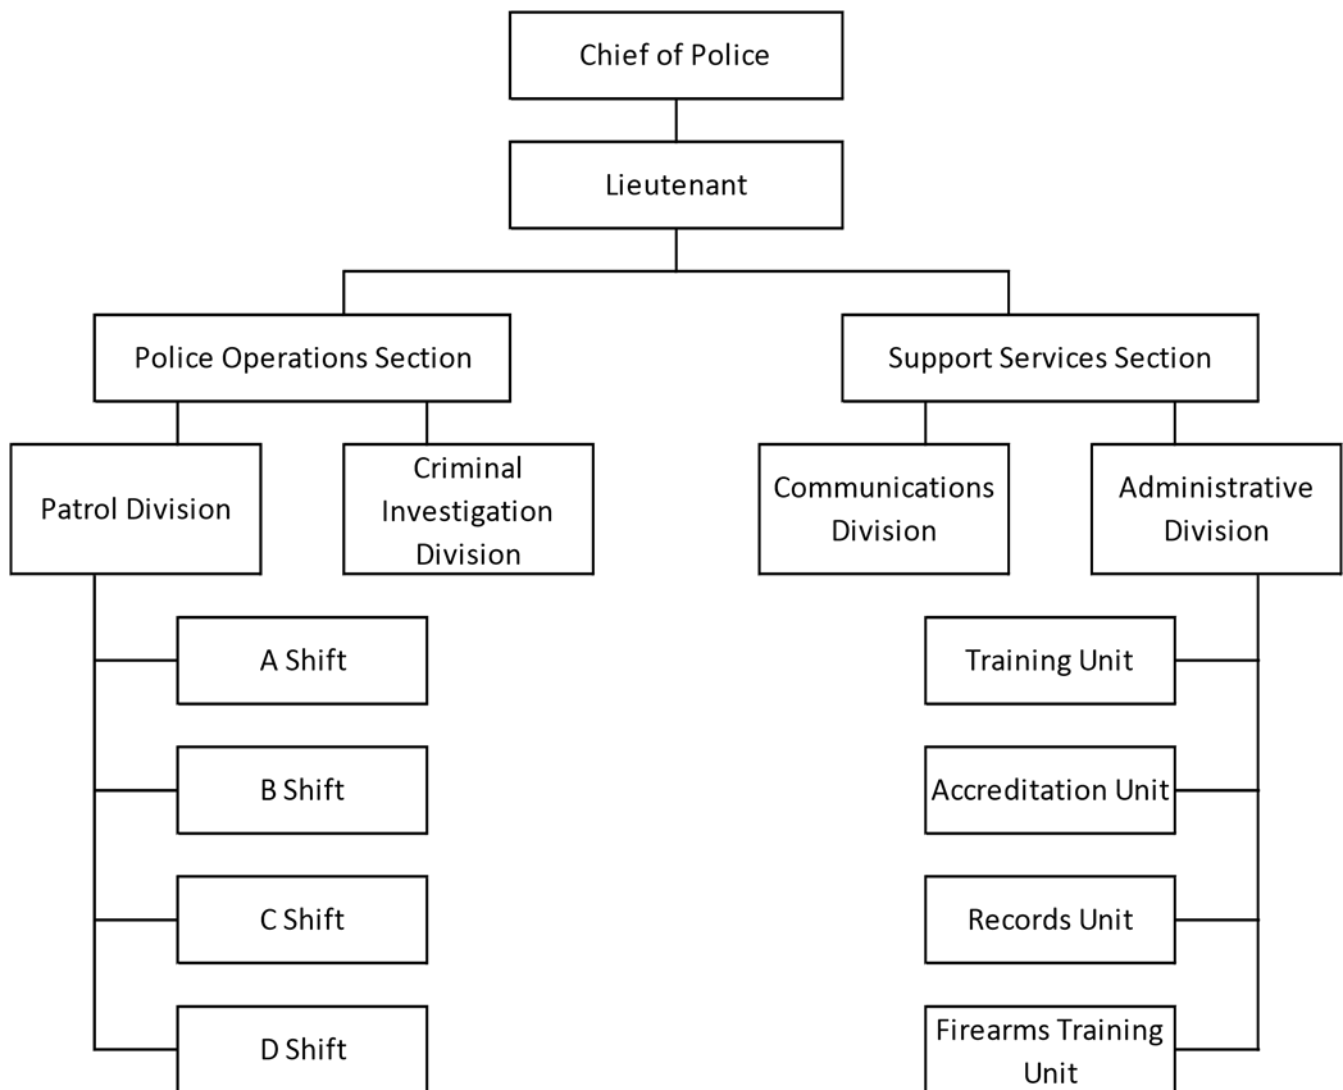 Chief of Police
Lieutenant
Police Operations Section
Support Services Section
Patrol Division
Criminal
Investigation
Division
Communications
Division
Administrative
Division
A Shift
Training Unit
B Shift
Accreditation Unit
C Shift
Records Unit
D Shift
Firearms Training
Unit